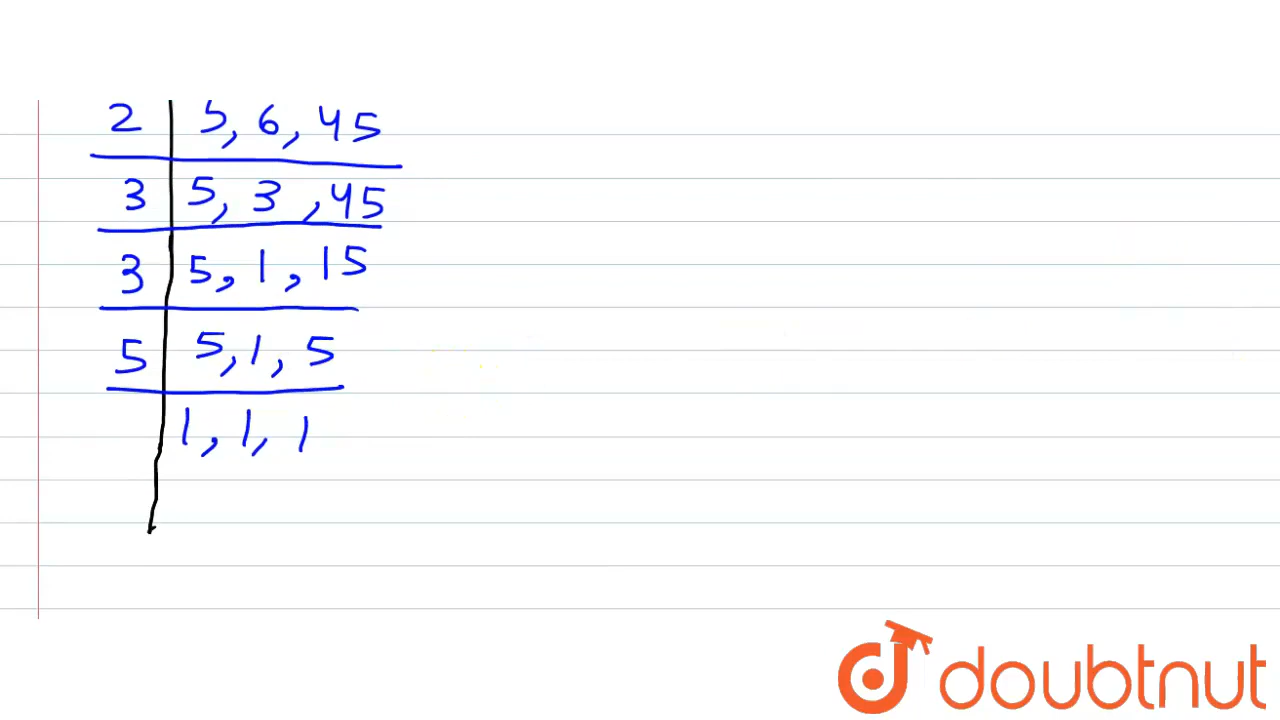 2 5, 6, 45
3 5, 3, 45
3 5, 1, 15
5 5, 1, 5
1, 1, 1
doubtnut